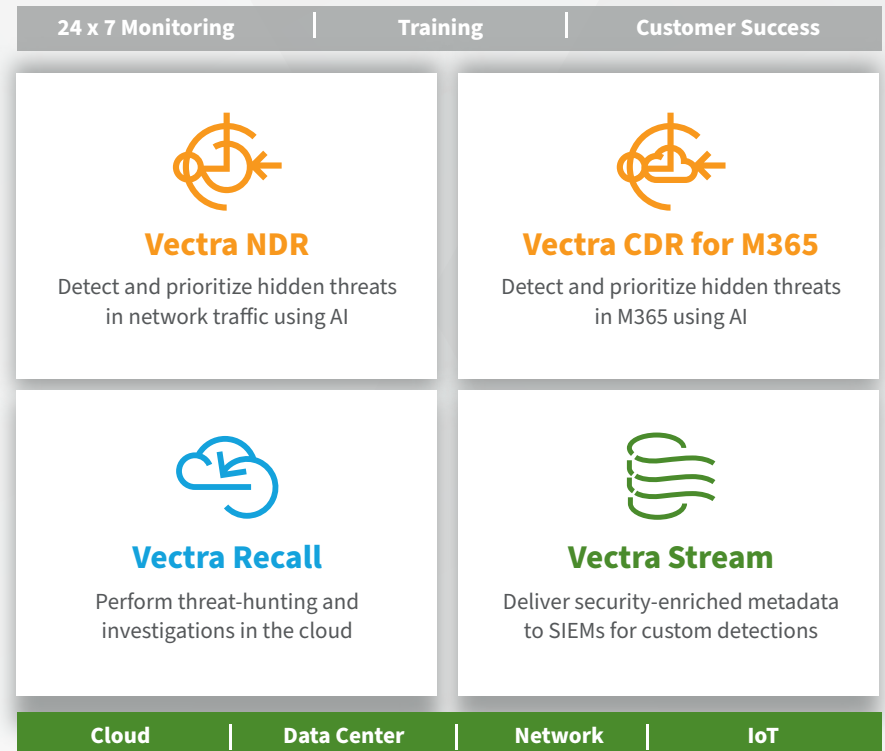 24 x 7 Monitoring | Training | Customer Success
Vectra NDR
Detect and prioritize hidden threats
in network traffic using AI
Vectra CDR for M365
Detect and prioritize hidden threats
in M365 using AI
Vectra Recall
Perform threat-hunting and
investigations in the cloud
Vectra Stream
Deliver security-enriched metadata
to SIEMs for custom detections
Cloud | Data Center | Network | IoT